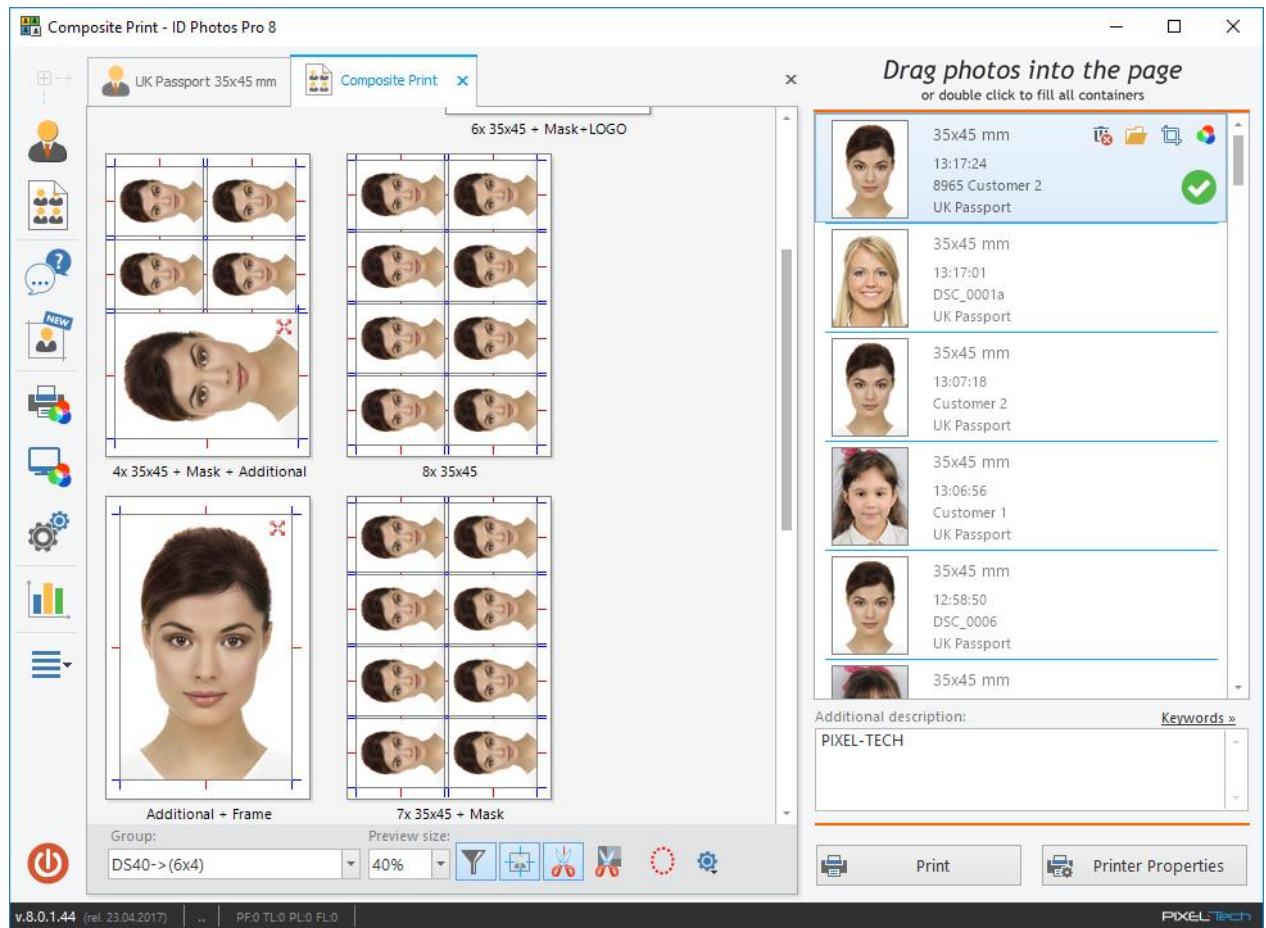 Composite Print - ID Photos Pro 8
UK Passport 35x45 mm
Composite Print
Drag photos into the page
or double click to fill all containers
NEW
6x 35x45 + Mask+LOGO
4x 35x45 + Mask + Additional
8x 35x45
Additional + Frame
7x 35x45 + Mask
35x45 mm
13:17:24
8965 Customer 2
UK Passport
35x45 mm
13:17:01
DSC_0001a
UK Passport
35x45 mm
13:07:18
Customer 2
UK Passport
35x45 mm
13:06:56
Customer 1
UK Passport
35x45 mm
12:58:50
DSC_0006
UK Passport
35x45 mm
Additional description:
Keywords »
PIXEL-TECH
Group:
Preview size:
DS40->(6x4)
40%
Print
Printer Properties
v.8.0.1.44 (rel. 23.04.2017)
..
PF:0 TL:0 PL:0 FL:0
PIXEL-Tech